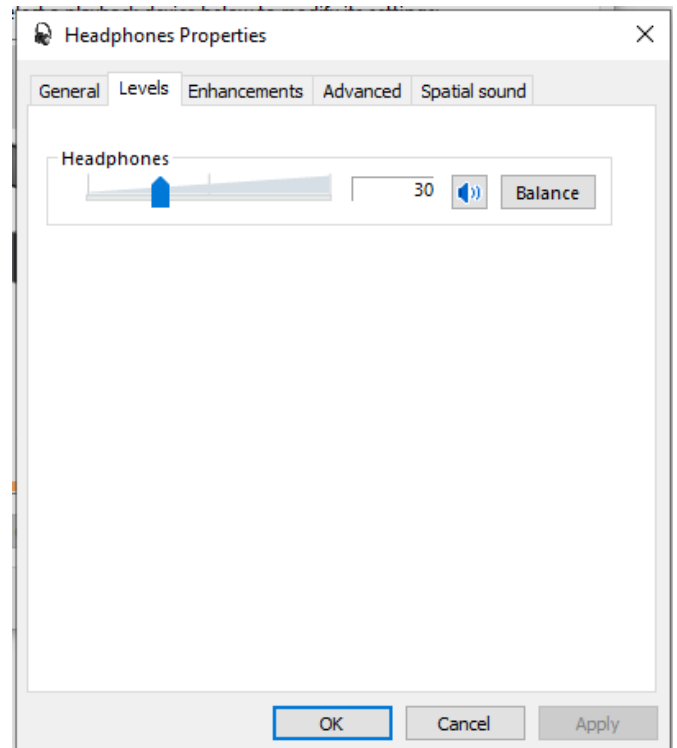 Headphones Properties
General Levels Enhancements Advanced Spatial sound
Headphones
30 Balance
OK Cancel Apply